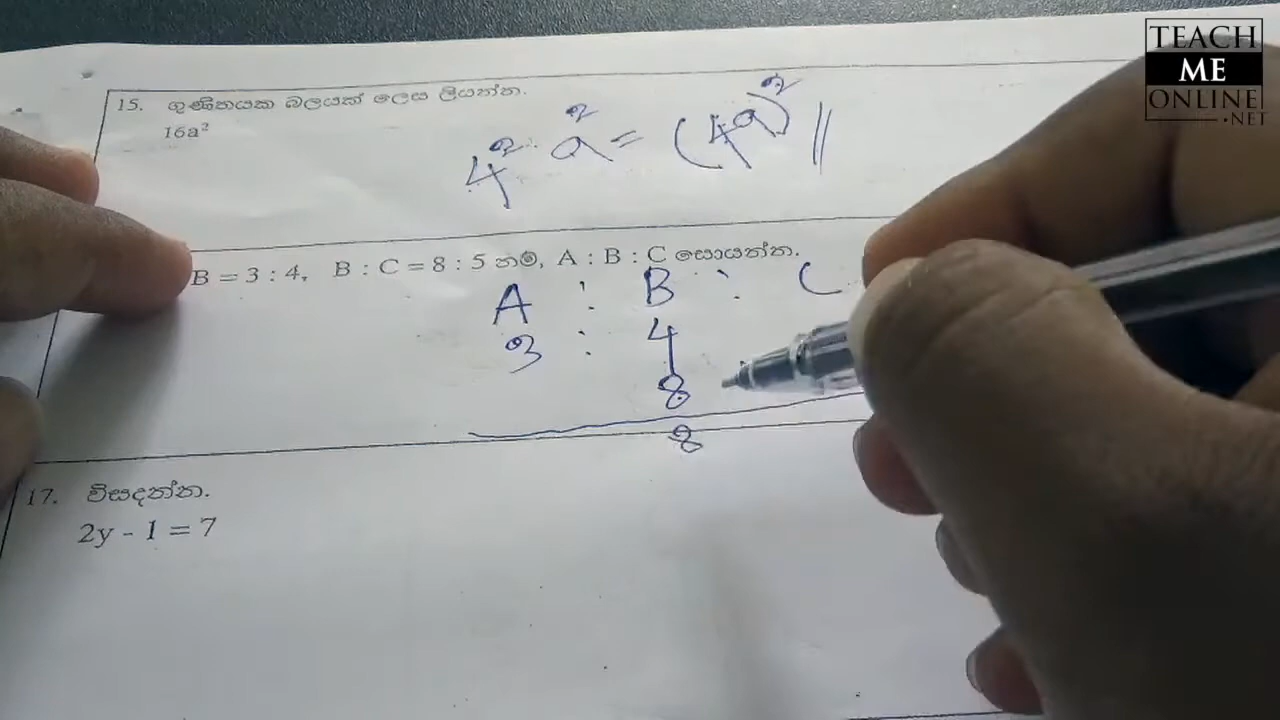 TEACH
ME
ONLINE
.NET
15. ගුණිතයක බලයක් ලෙස ලියන්න.
16a²
4² · a² = (4a)² //
B = 3 : 4, B : C = 8 : 5 නම්, A : B : C සොයන්න.
A : B : C
3 : 4
8
8
17. විසඳන්න.
2y - 1 = 7